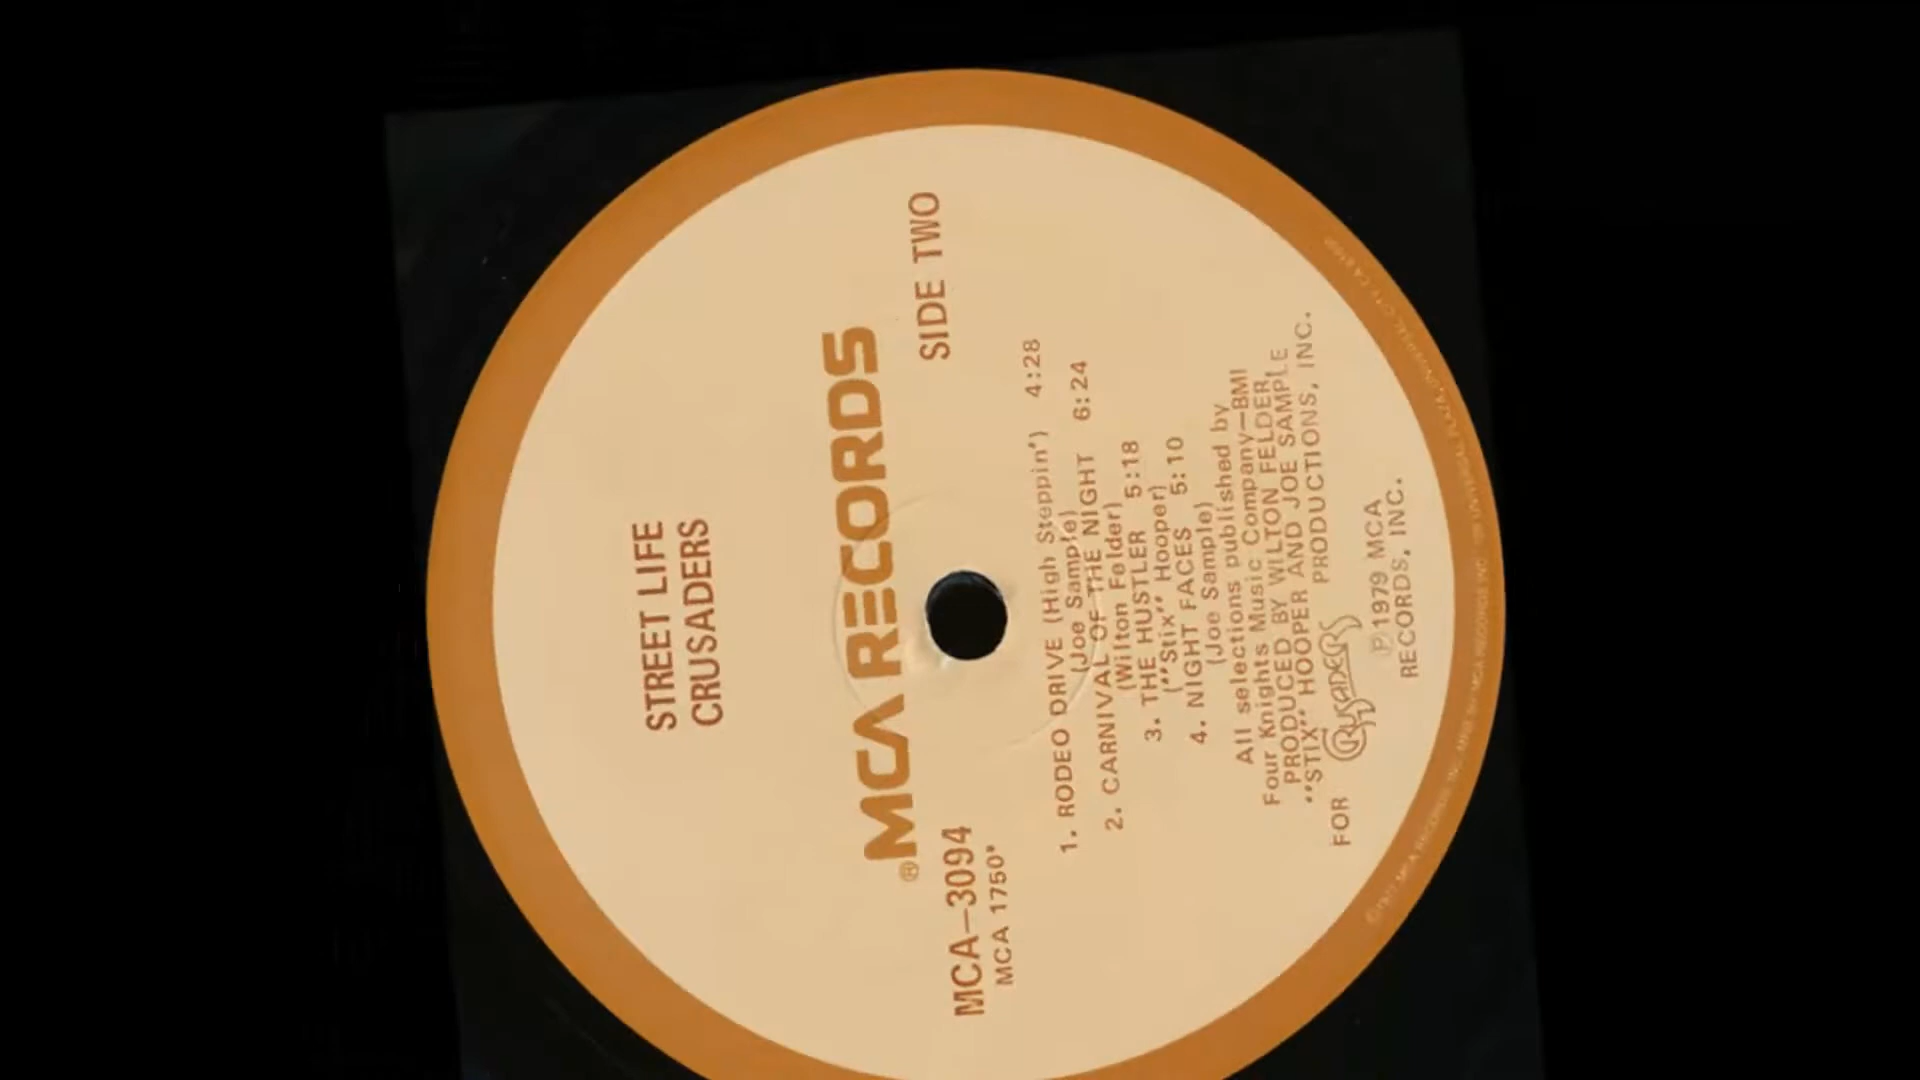 STREET LIFE
CRUSADERS
® MCA RECORDS
MCA—3094
SIDE TWO
MCA 1750*
1. RODEO DRIVE (High Steppin') 4:28
(Joe Sample)
2. CARNIVAL OF THE NIGHT 6:24
(Wilton Felder)
3. THE HUSTLER 5:18
("Stix" Hooper)
4. NIGHT FACES 5:10
(Joe Sample)
All selections published by
Four Knights Music Company—BMI
PRODUCED BY WILTON FELDER,
"STIX" HOOPER AND JOE SAMPLE
FOR CRUSADERS PRODUCTIONS, INC.
Ⓟ 1979 MCA
RECORDS, INC.